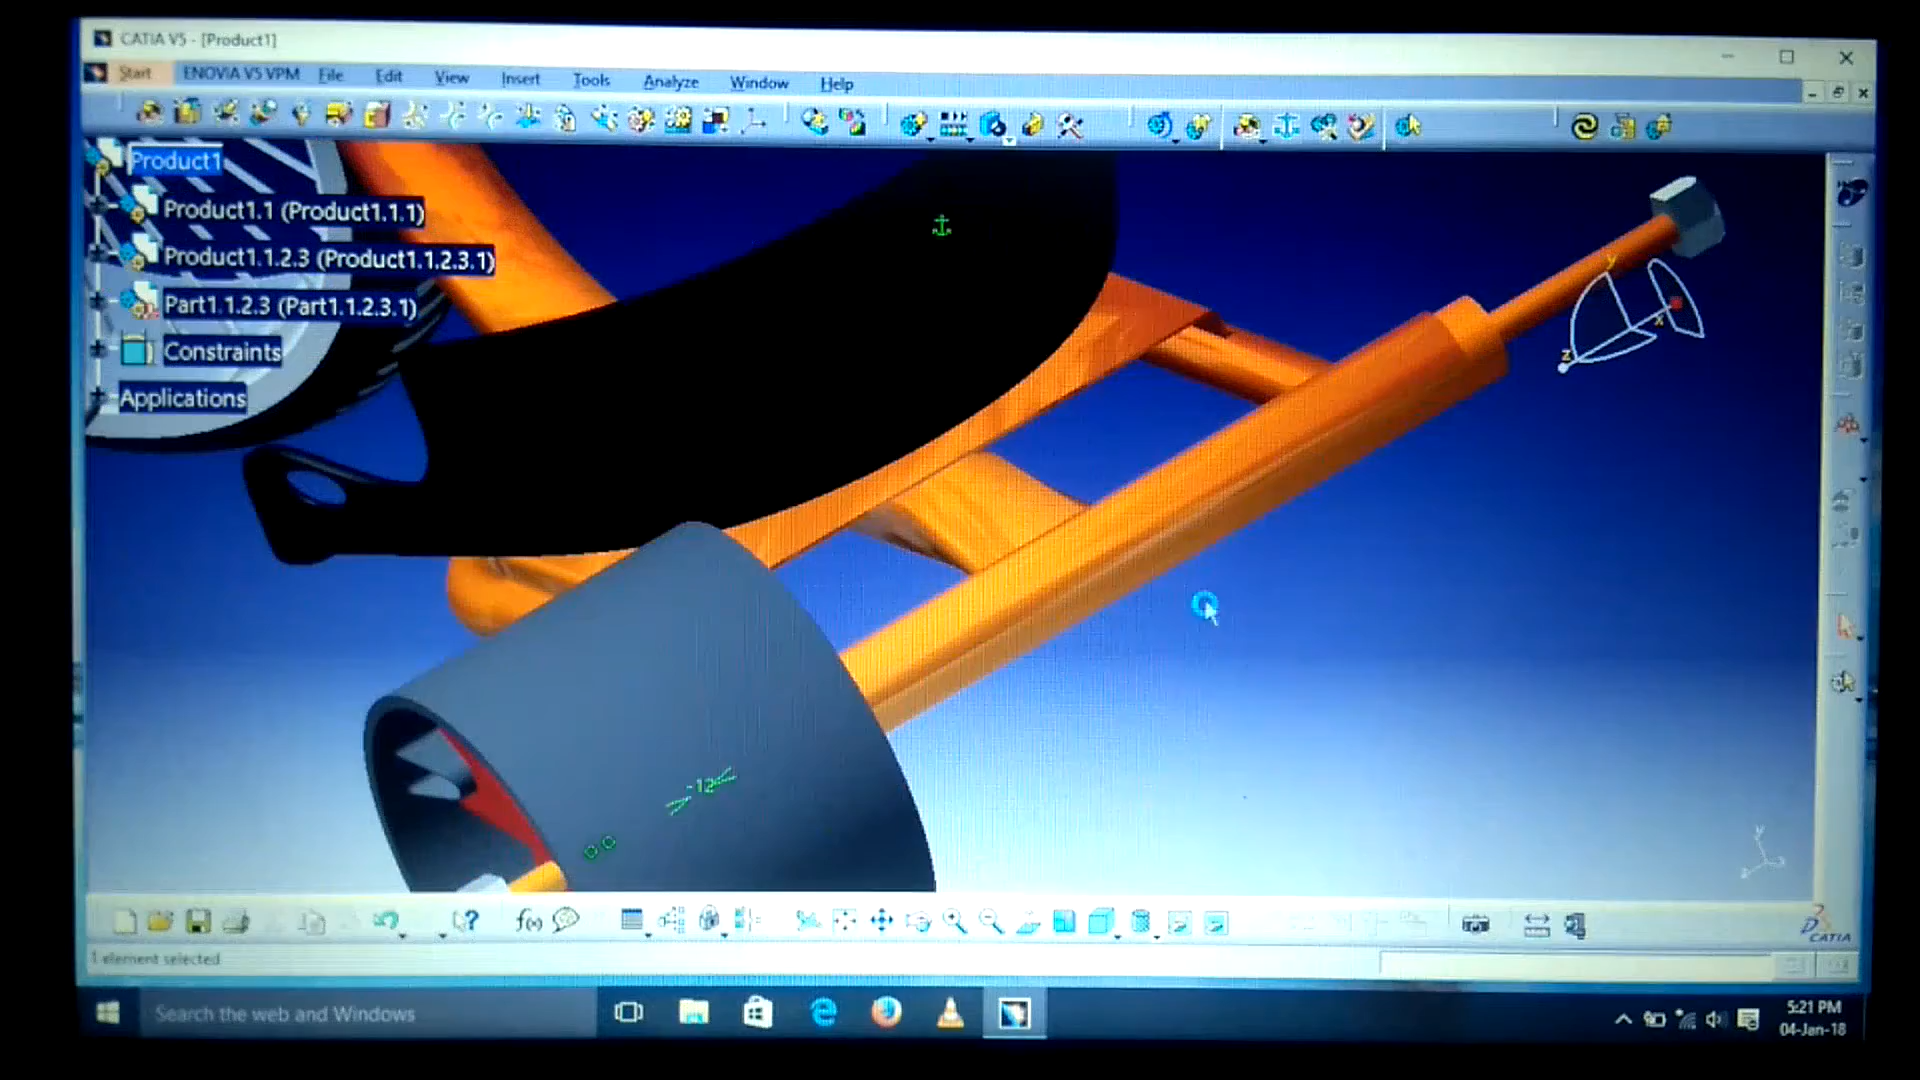 CATIA V5 - [Product1]
Start ENOVIA V5 VPM File Edit View Insert Tools Analyze Window Help
Product1
Product1.1 (Product1.1.1)
Product1.1.2.3 (Product1.1.2.3.1)
Part1.1.2.3 (Part1.1.2.3.1)
Constraints
Applications
y
x
z
-12
f(x)
CATIA
1 element selected
Search the web and Windows
5:21 PM
04-Jan-18